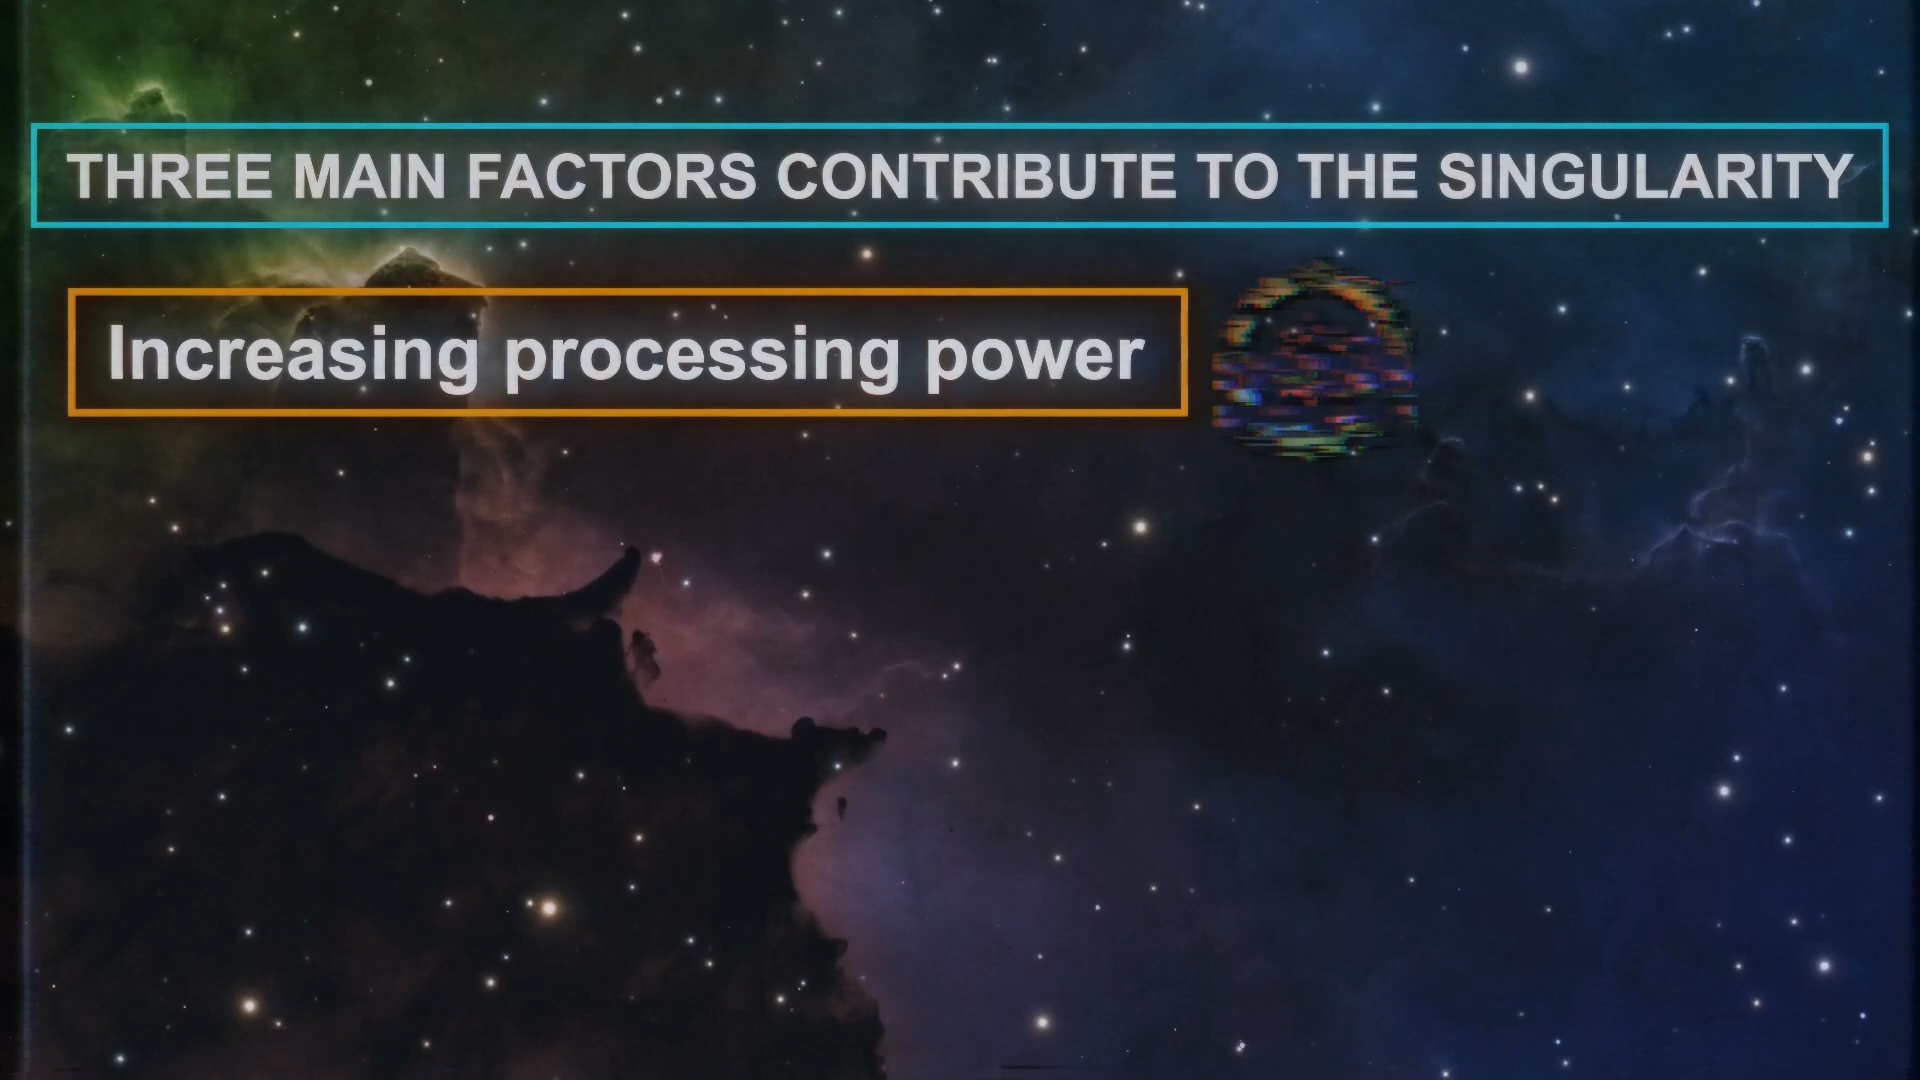 THREE MAIN FACTORS CONTRIBUTE TO THE SINGULARITY
Increasing processing power